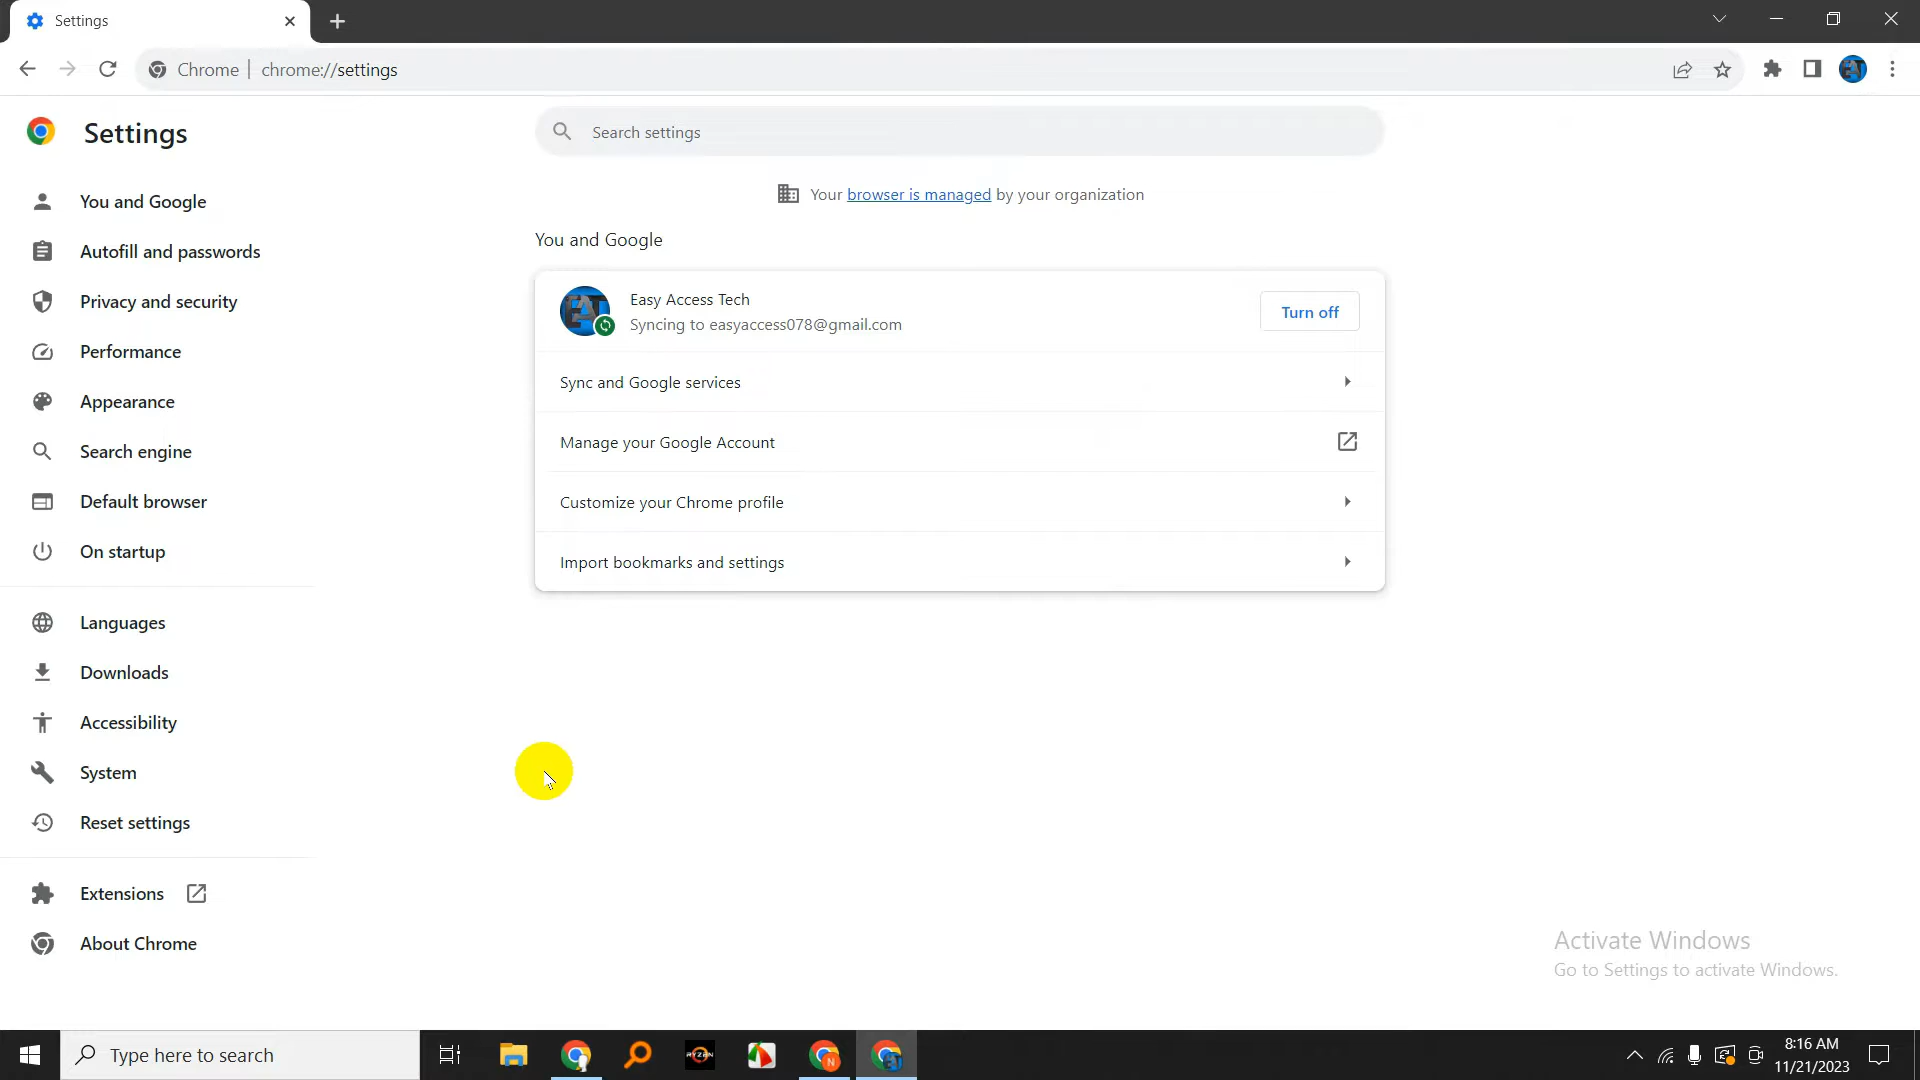 Settings
Chrome
chrome://settings
Settings
Search settings
Your browser is managed by your organization
You and Google
You and Google
Autofill and passwords
Privacy and security
Performance
Appearance
Search engine
Default browser
On startup
Languages
Downloads
Accessibility
System
Reset settings
Extensions
About Chrome
Easy Access Tech
Syncing to easyaccess078@gmail.com
Turn off
Sync and Google services
Manage your Google Account
Customize your Chrome profile
Import bookmarks and settings
Activate Windows
Go to Settings to activate Windows.
Type here to search
RYZEN
N
8:16 AM
11/21/2023